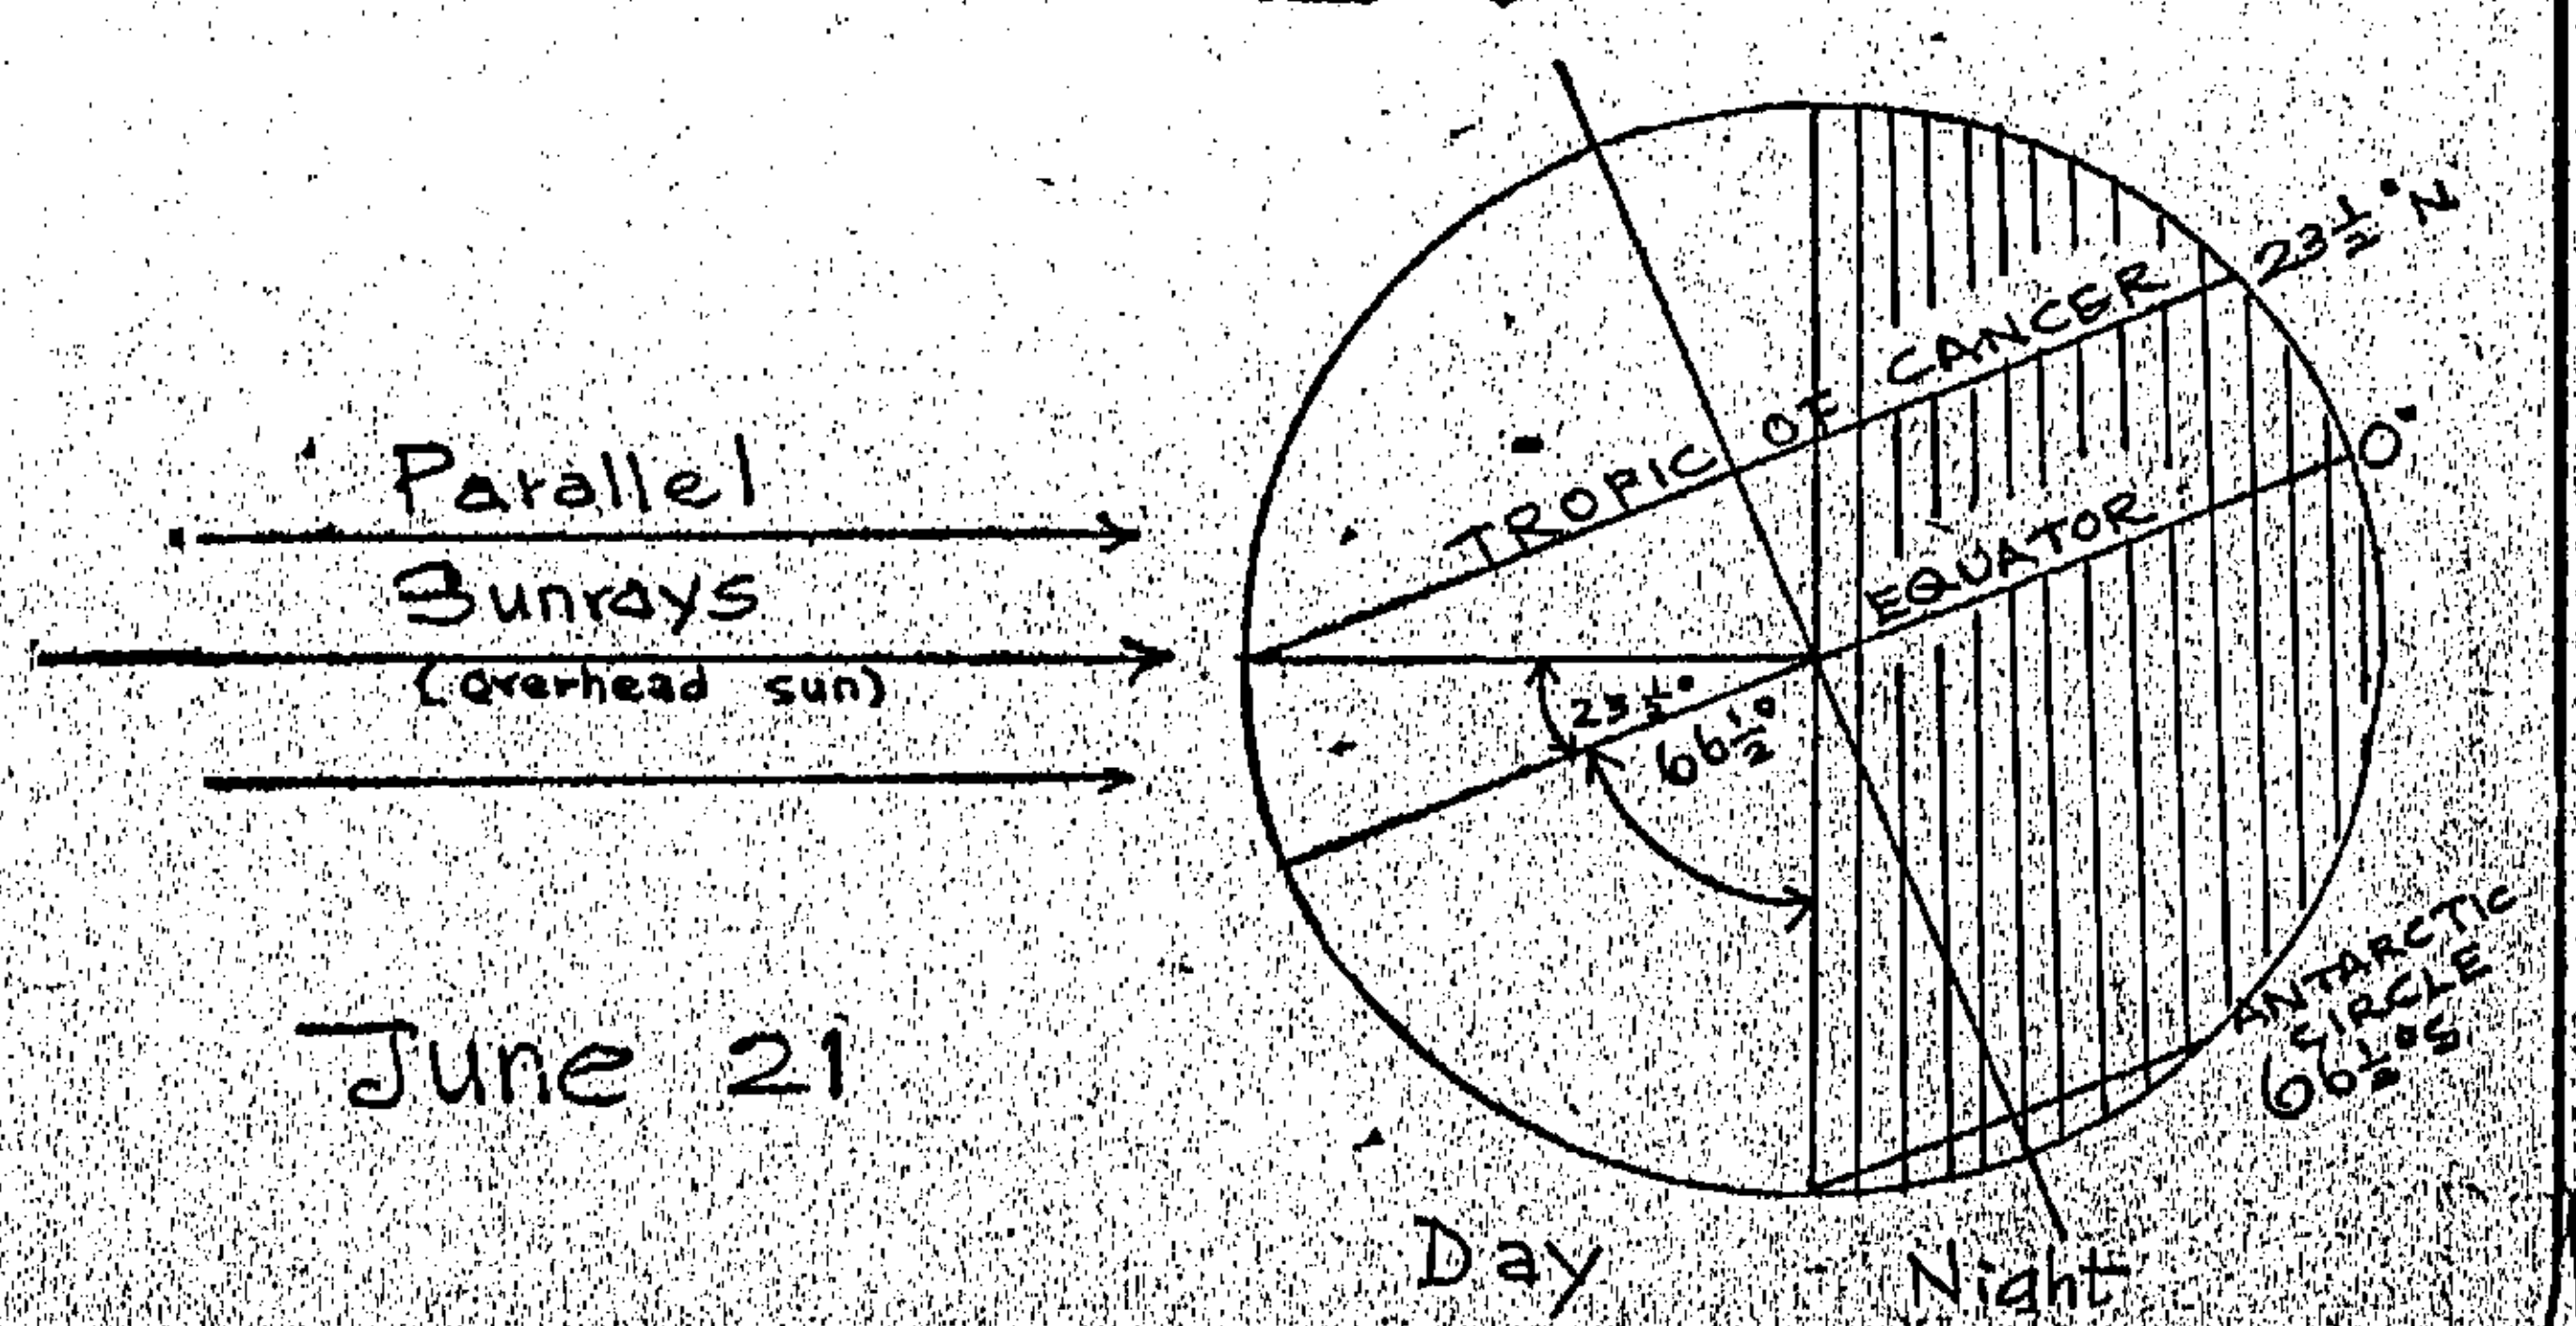 Parallel
Sunrays
(overhead sun)
June 21
TROPIC OF CANCER 23½°N
EQUATOR 0°
23½°
66½°
ANTARCTIC
CIRCLE
66½°S
Day
Night